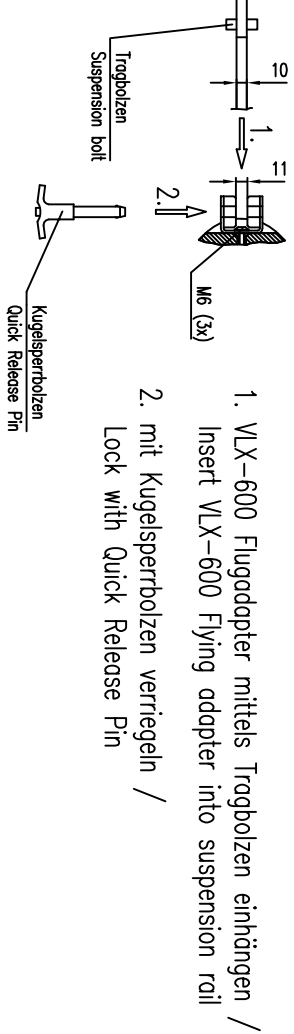 10
11
1.
2.
M6 (3x)
Tragbolzen
Suspension bolt
Kugelsperrbolzen
Quick Release Pin
1. VLX-600 Flugadapter mittels Tragbolzen einhängen /
Insert VLX-600 Flying adapter into suspension rail
2. mit Kugelsperrbolzen verriegeln /
Lock with Quick Release Pin